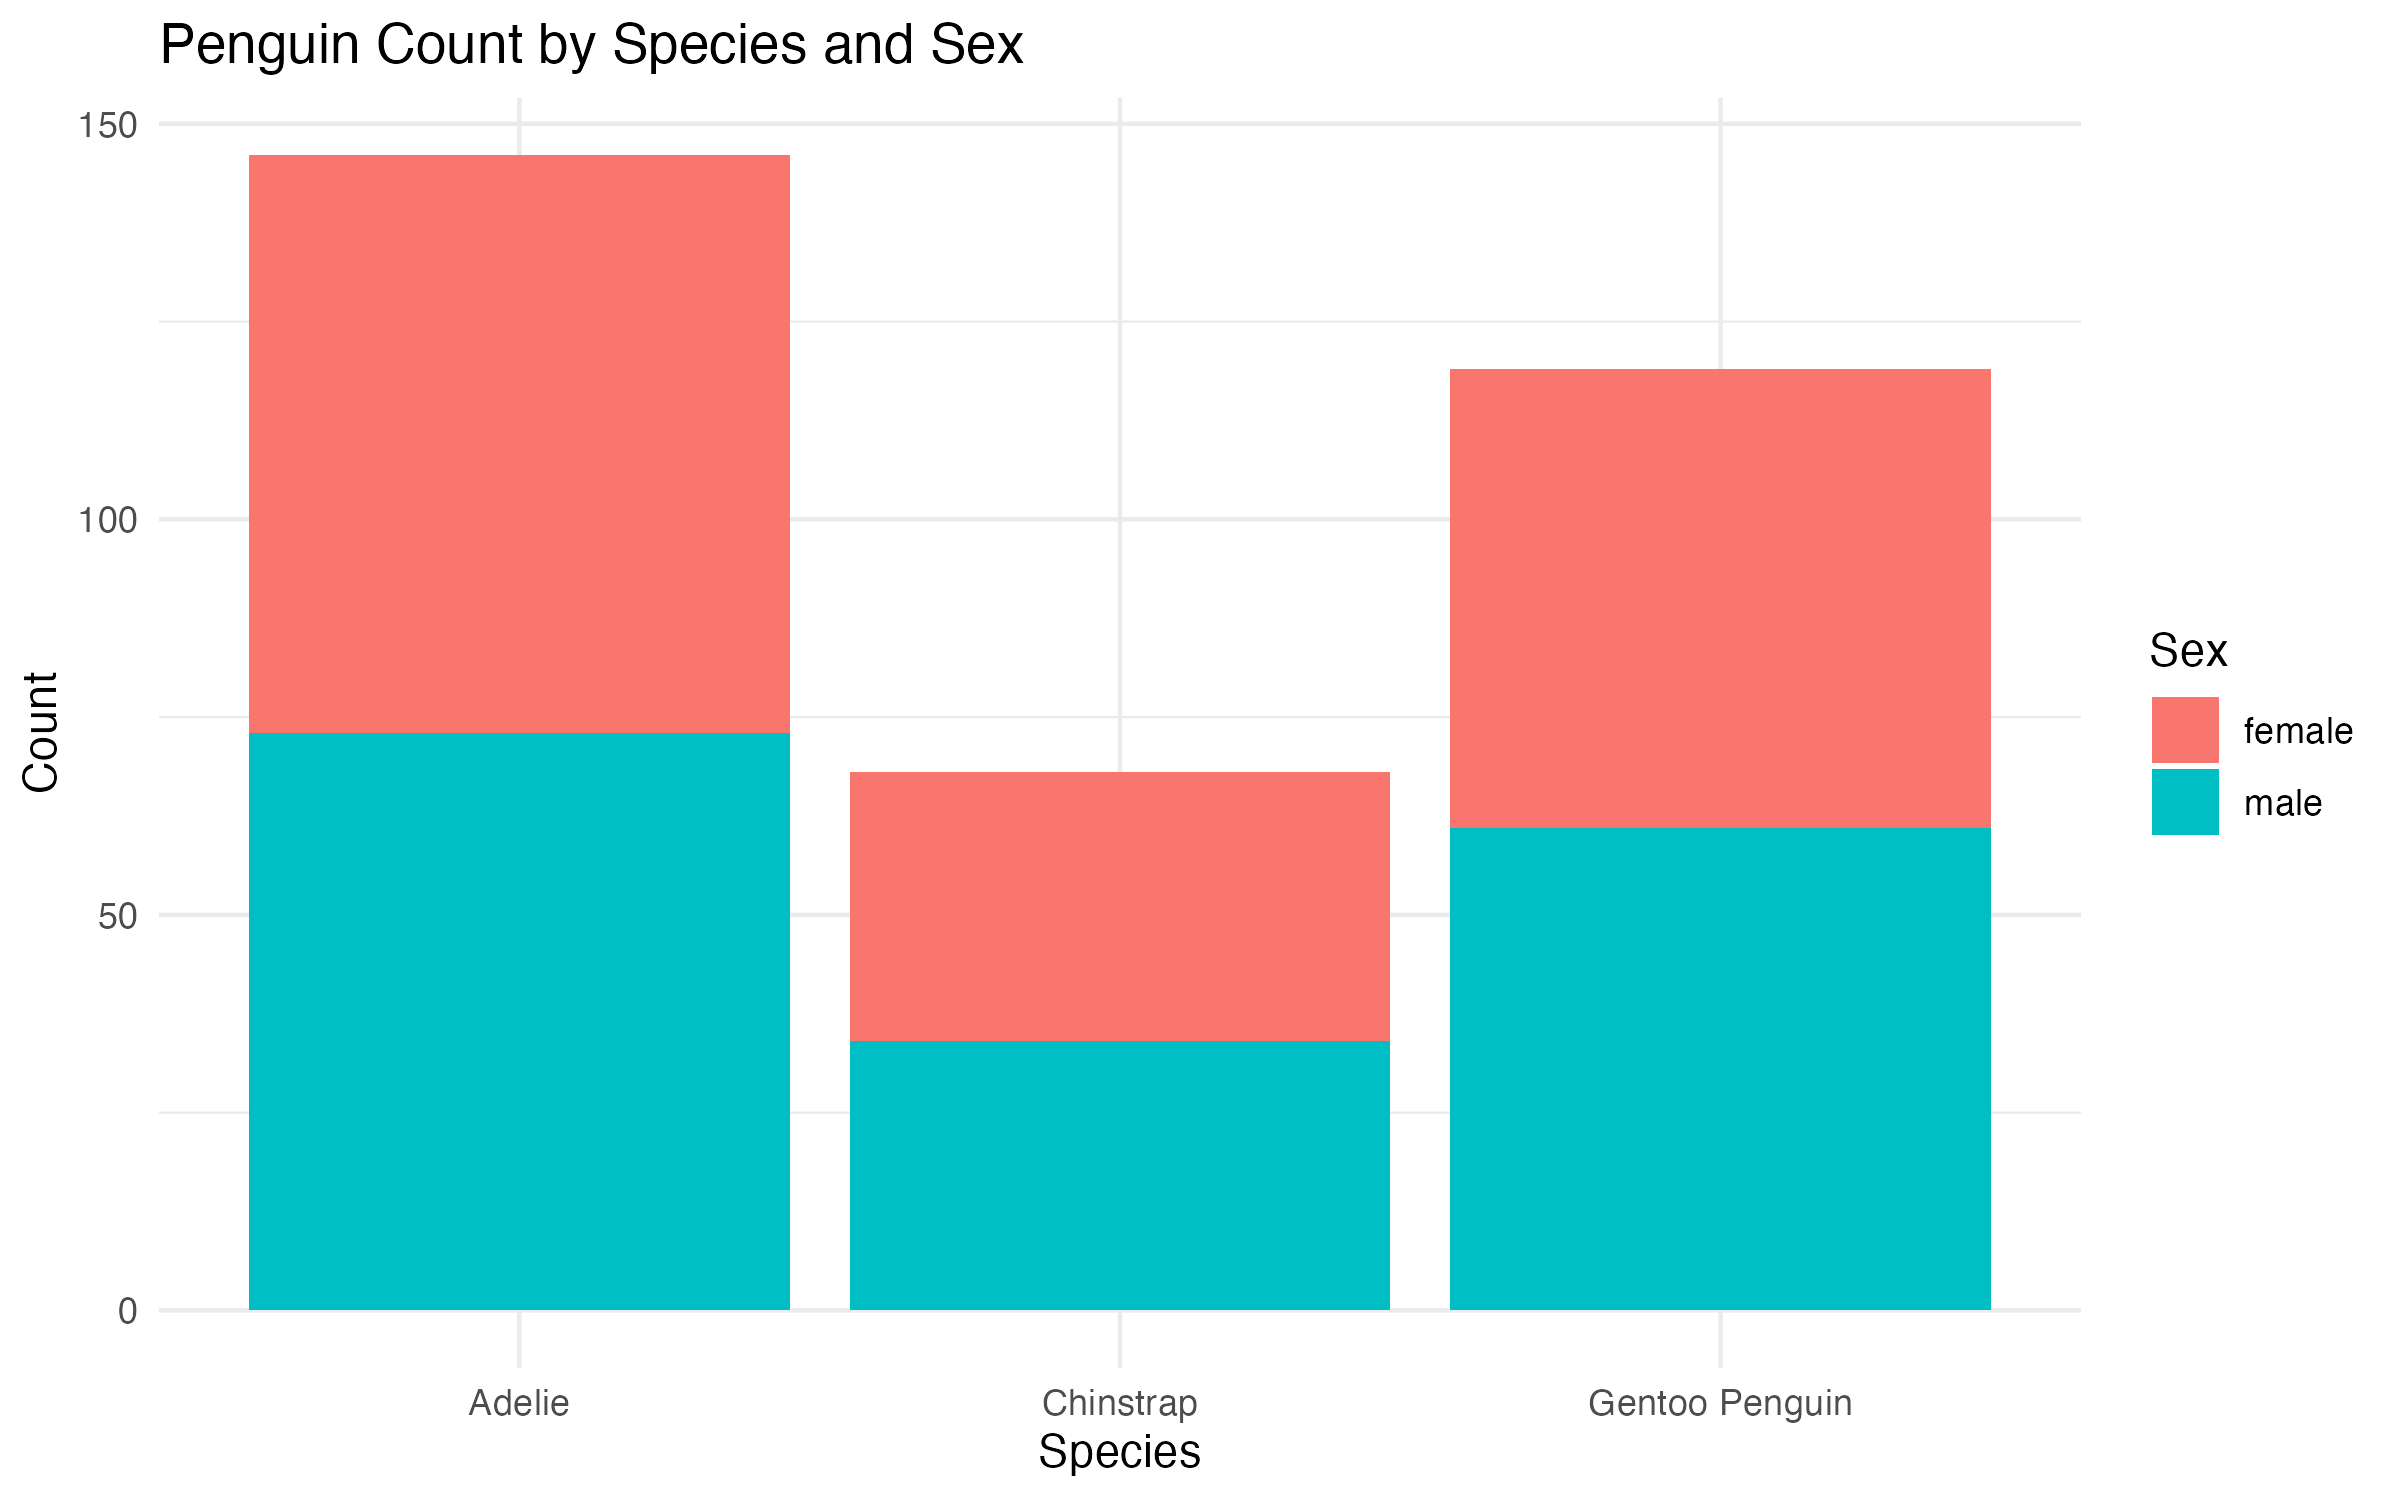 Penguin Count by Species and Sex
150
100
50
0
Count
Adelie
Chinstrap
Gentoo Penguin
Species
Sex
female
male